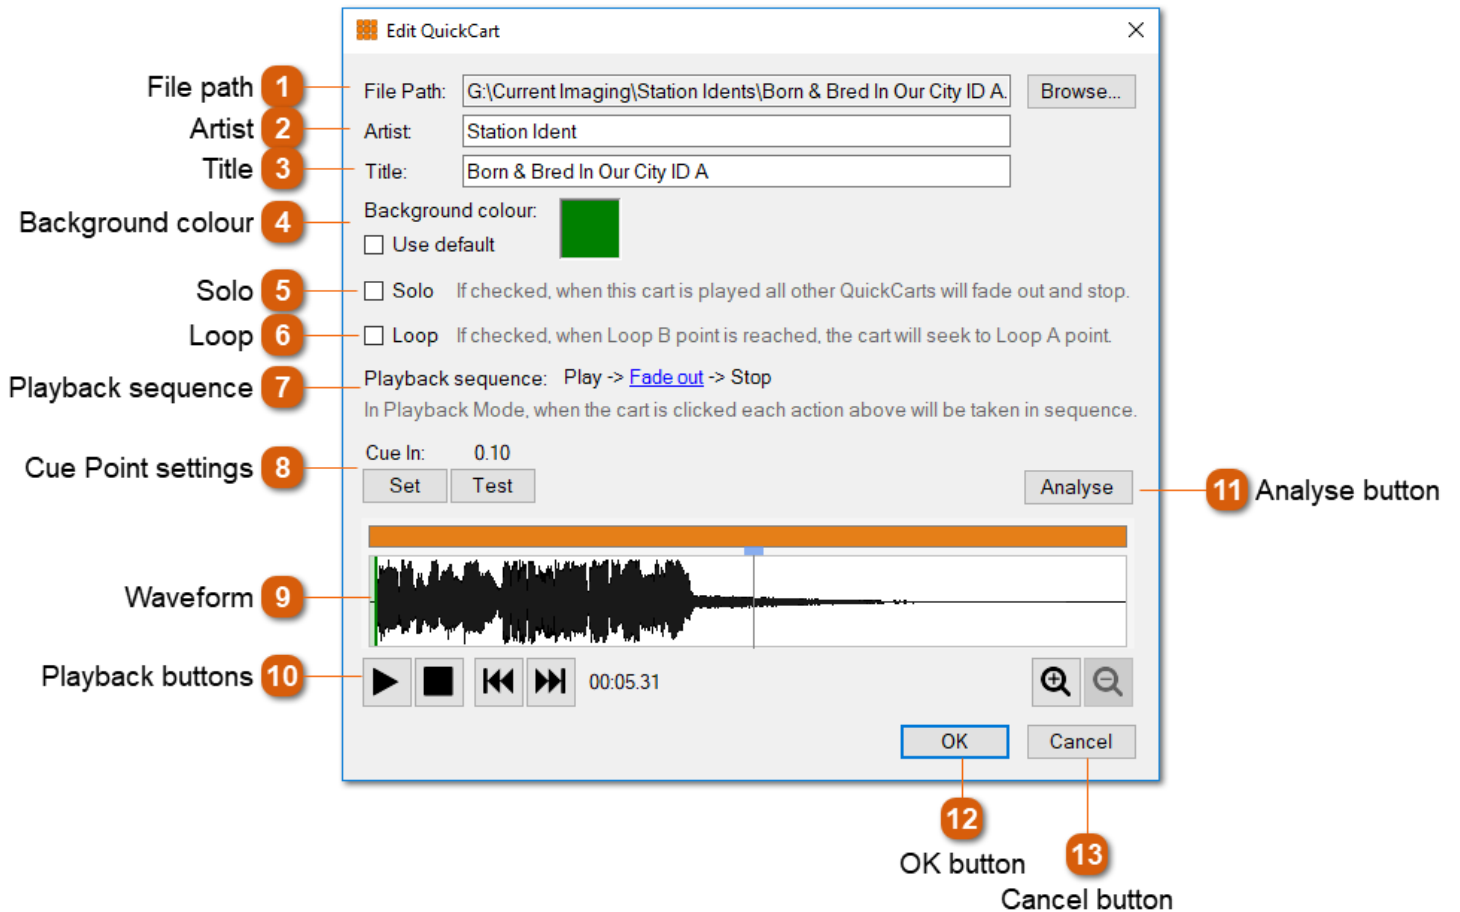 Edit QuickCart
File path 1 File Path: G:\Current Imaging\Station Idents\Born & Bred In Our City ID A. Browse...
Artist 2 Artist: Station Ident
Title 3 Title: Born & Bred In Our City ID A
Background colour 4 Background colour:
Use default
Solo 5 Solo If checked, when this cart is played all other QuickCarts will fade out and stop.
Loop 6 Loop If checked, when Loop B point is reached, the cart will seek to Loop A point.
Playback sequence 7 Playback sequence: Play -> Fade out -> Stop
In Playback Mode, when the cart is clicked each action above will be taken in sequence.
Cue Point settings 8 Cue In: 0.10
Set Test Analyse 11 Analyse button
Waveform 9
Playback buttons 10 00:05.31
OK Cancel
12
OK button
13
Cancel button